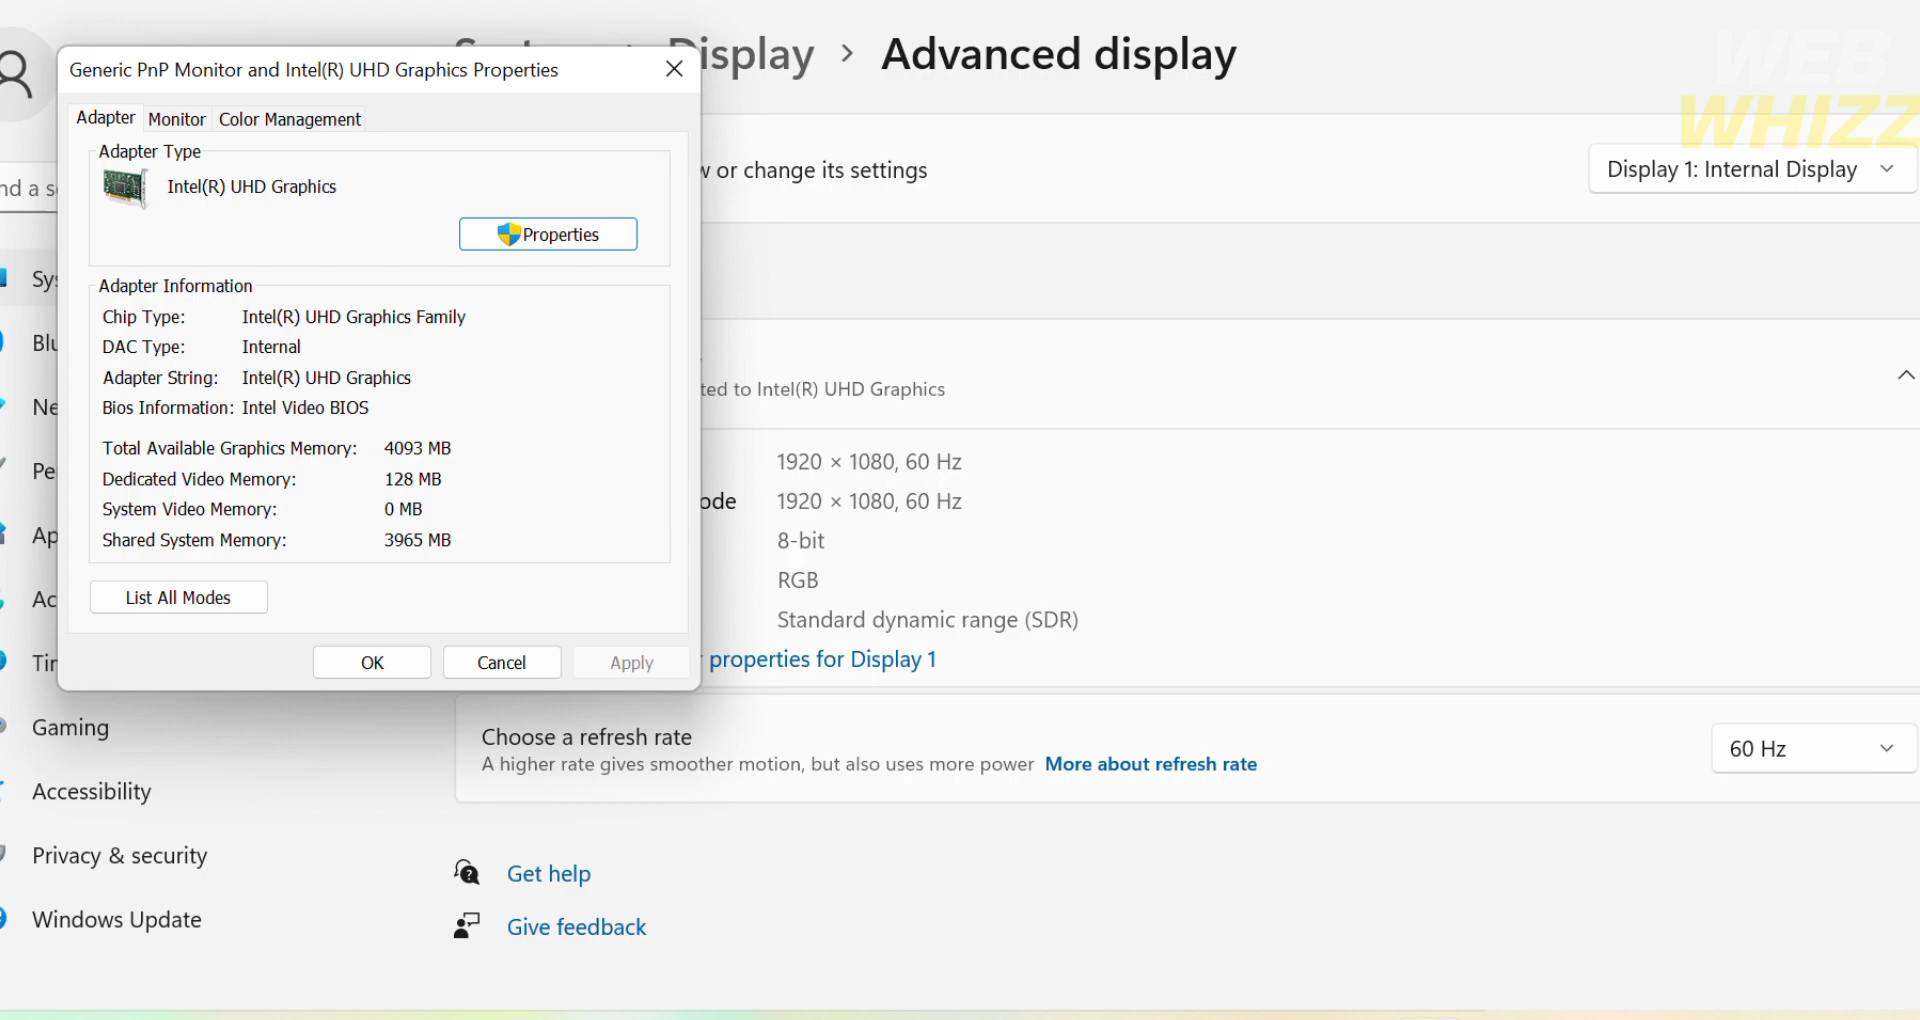 Generic PnP Monitor and Intel(R) UHD Graphics Properties
Display > Advanced display
WEB
WHIZZ
Adapter Monitor Color Management
Adapter Type
Intel(R) UHD Graphics
or change its settings
Display 1: Internal Display
Properties
Adapter Information
Chip Type: Intel(R) UHD Graphics Family
DAC Type: Internal
Adapter String: Intel(R) UHD Graphics
Bios Information: Intel Video BIOS
to Intel(R) UHD Graphics
Total Available Graphics Memory: 4093 MB
Dedicated Video Memory: 128 MB
System Video Memory: 0 MB
Shared System Memory: 3965 MB
List All Modes
OK Cancel Apply
1920 × 1080, 60 Hz
1920 × 1080, 60 Hz
8-bit
RGB
Standard dynamic range (SDR)
properties for Display 1
Choose a refresh rate
A higher rate gives smoother motion, but also uses more power More about refresh rate
60 Hz
Gaming
Accessibility
Privacy & security
Windows Update
Get help
Give feedback